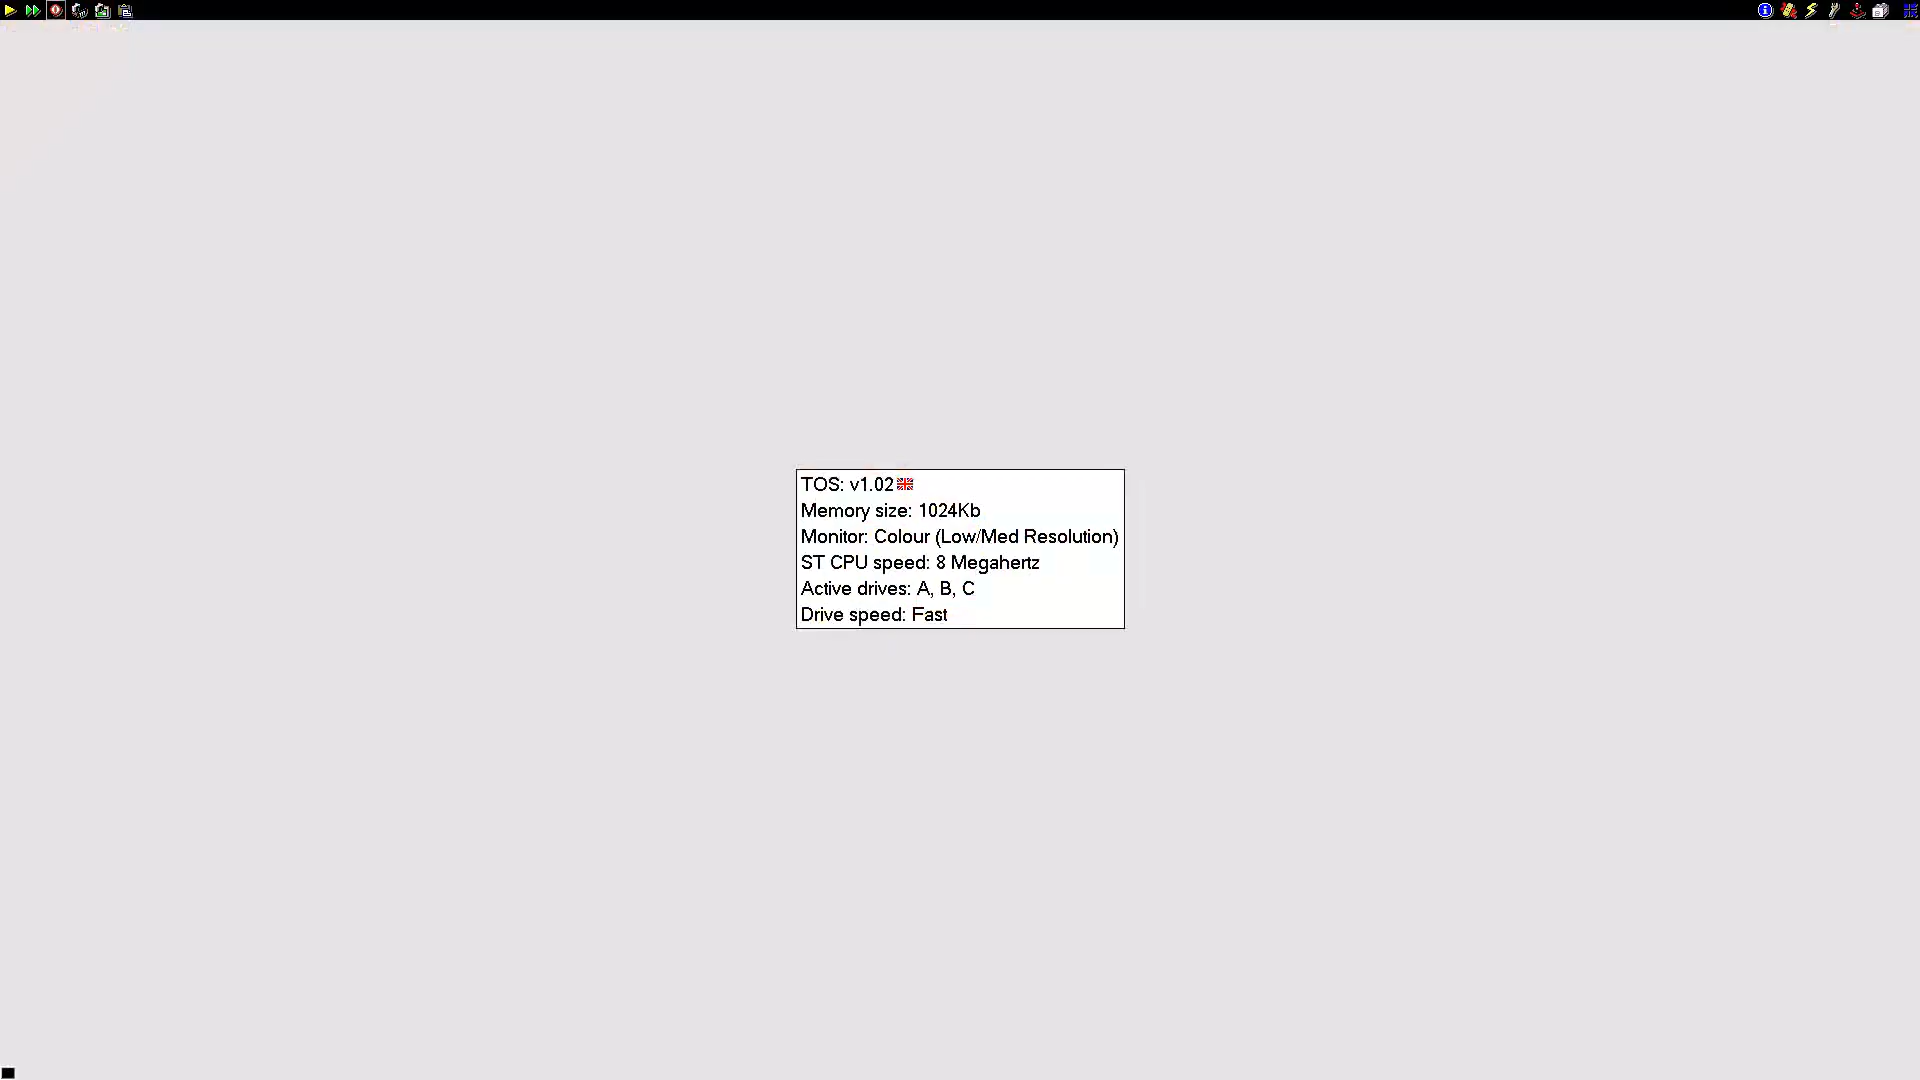 TOS: v1.02
Memory size: 1024Kb
Monitor: Colour (Low/Med Resolution)
ST CPU speed: 8 Megahertz
Active drives: A, B, C
Drive speed: Fast